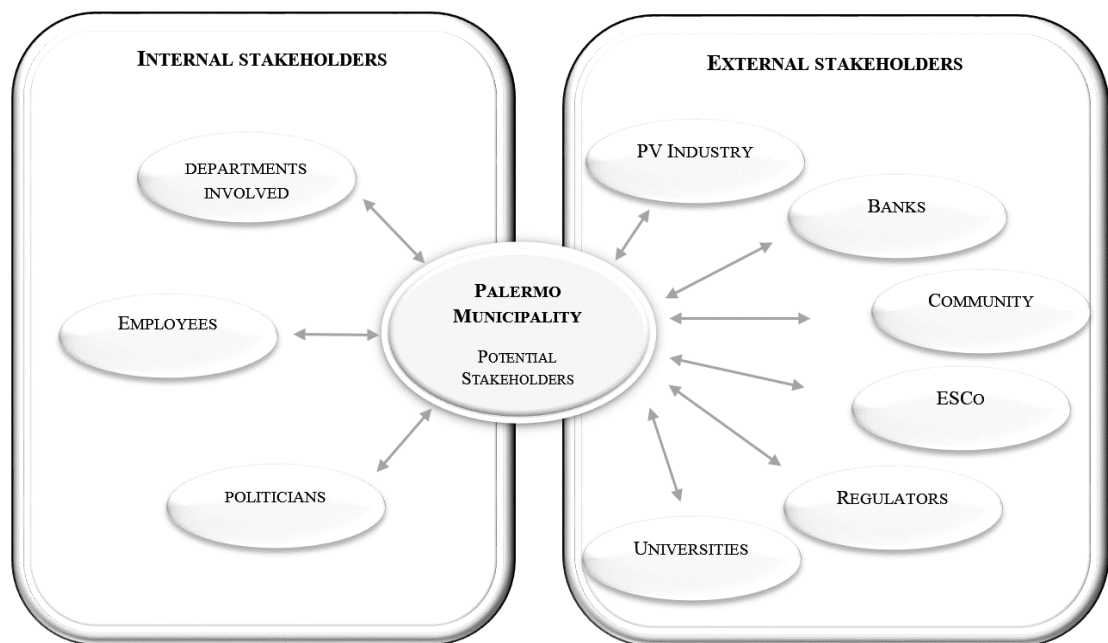 INTERNAL STAKEHOLDERS
DEPARTMENTS
INVOLVED
EMPLOYEES
POLITICIANS
PALERMO
MUNICIPALITY
POTENTIAL
STAKEHOLDERS
EXTERNAL STAKEHOLDERS
PV INDUSTRY
BANKS
COMMUNITY
ESCO
REGULATORS
UNIVERSITIES